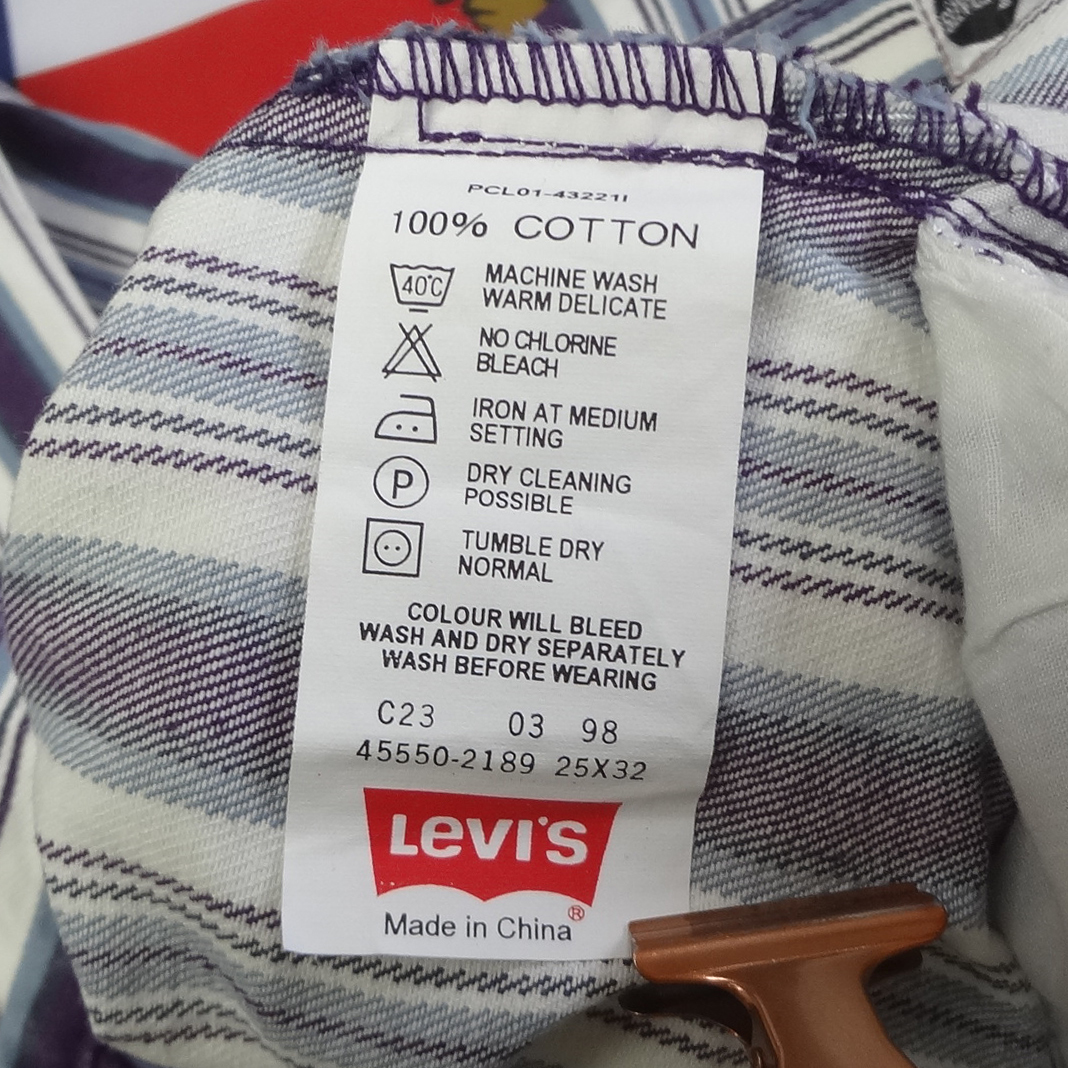 PCL01-43221I
100% COTTON
40°C
MACHINE WASH
WARM DELICATE
NO CHLORINE
BLEACH
IRON AT MEDIUM
SETTING
P
DRY CLEANING
POSSIBLE
TUMBLE DRY
NORMAL
COLOUR WILL BLEED
WASH AND DRY SEPARATELY
WASH BEFORE WEARING
C23 03 98
45550-2189 25X32
LEVI'S
®
Made in China